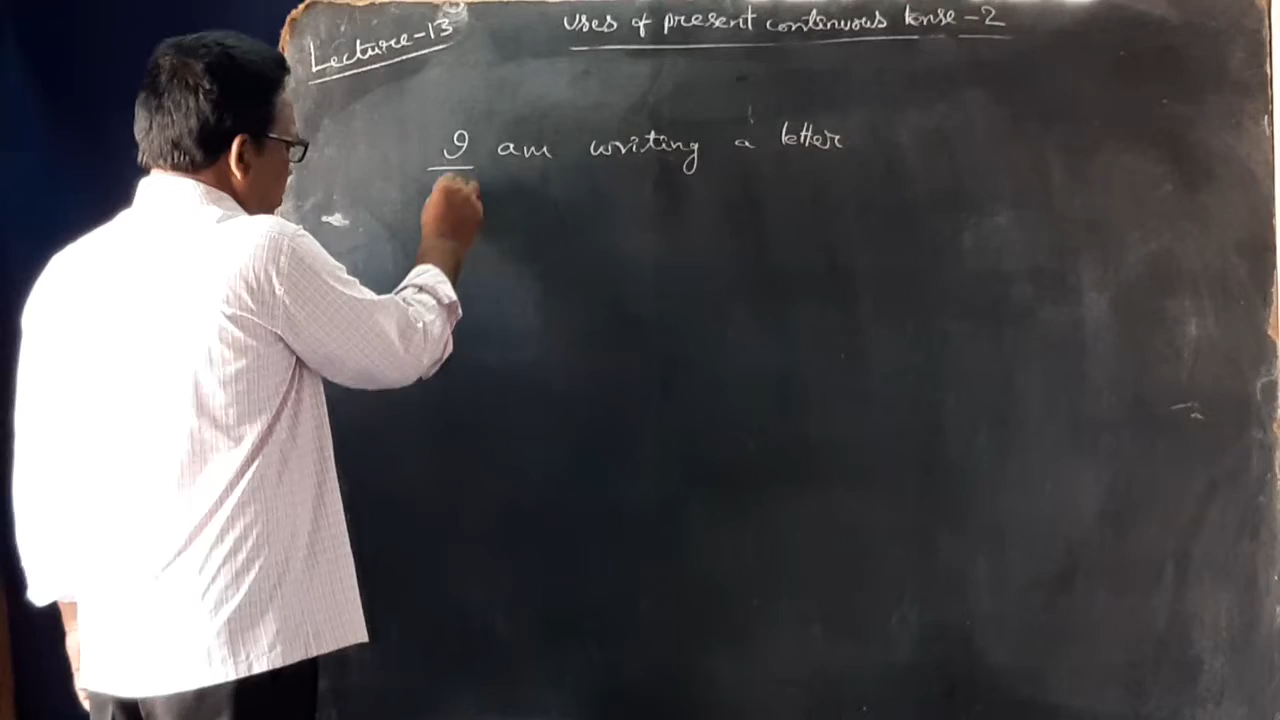 Lecture-13
Uses of present continuous tense-2
I am writing a letter